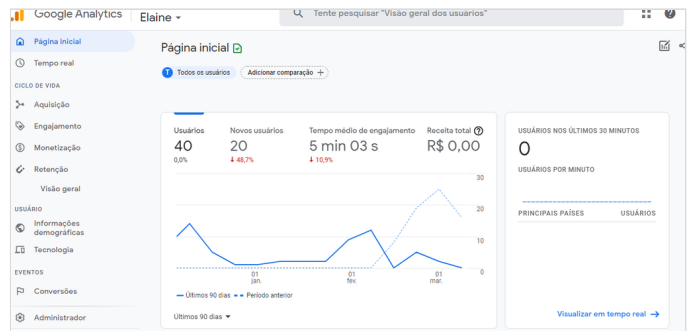 Google Analytics
Elaine
Tente pesquisar "Visão geral dos usuários"
Página inicial
Tempo real
CICLO DE VIDA
Aquisição
Engajamento
Monetização
Retenção
Visão geral
USUÁRIO
Informações
demográficas
Tecnologia
EVENTOS
Conversões
Administrador
Página inicial
T Todos os usuários
Adicionar comparação +
Usuários
40
0,0%
Novos usuários
20
48,7%
Tempo médio de engajamento
5 min 03 s
10,9%
Receita total
R$ 0,00
30
20
10
0
01
jan.
01
fev.
01
mar.
Últimos 90 dias
Período anterior
Últimos 90 dias
USUÁRIOS NOS ÚLTIMOS 30 MINUTOS
0
USUÁRIOS POR MINUTO
PRINCIPAIS PAÍSES USUÁRIOS
Visualizar em tempo real →